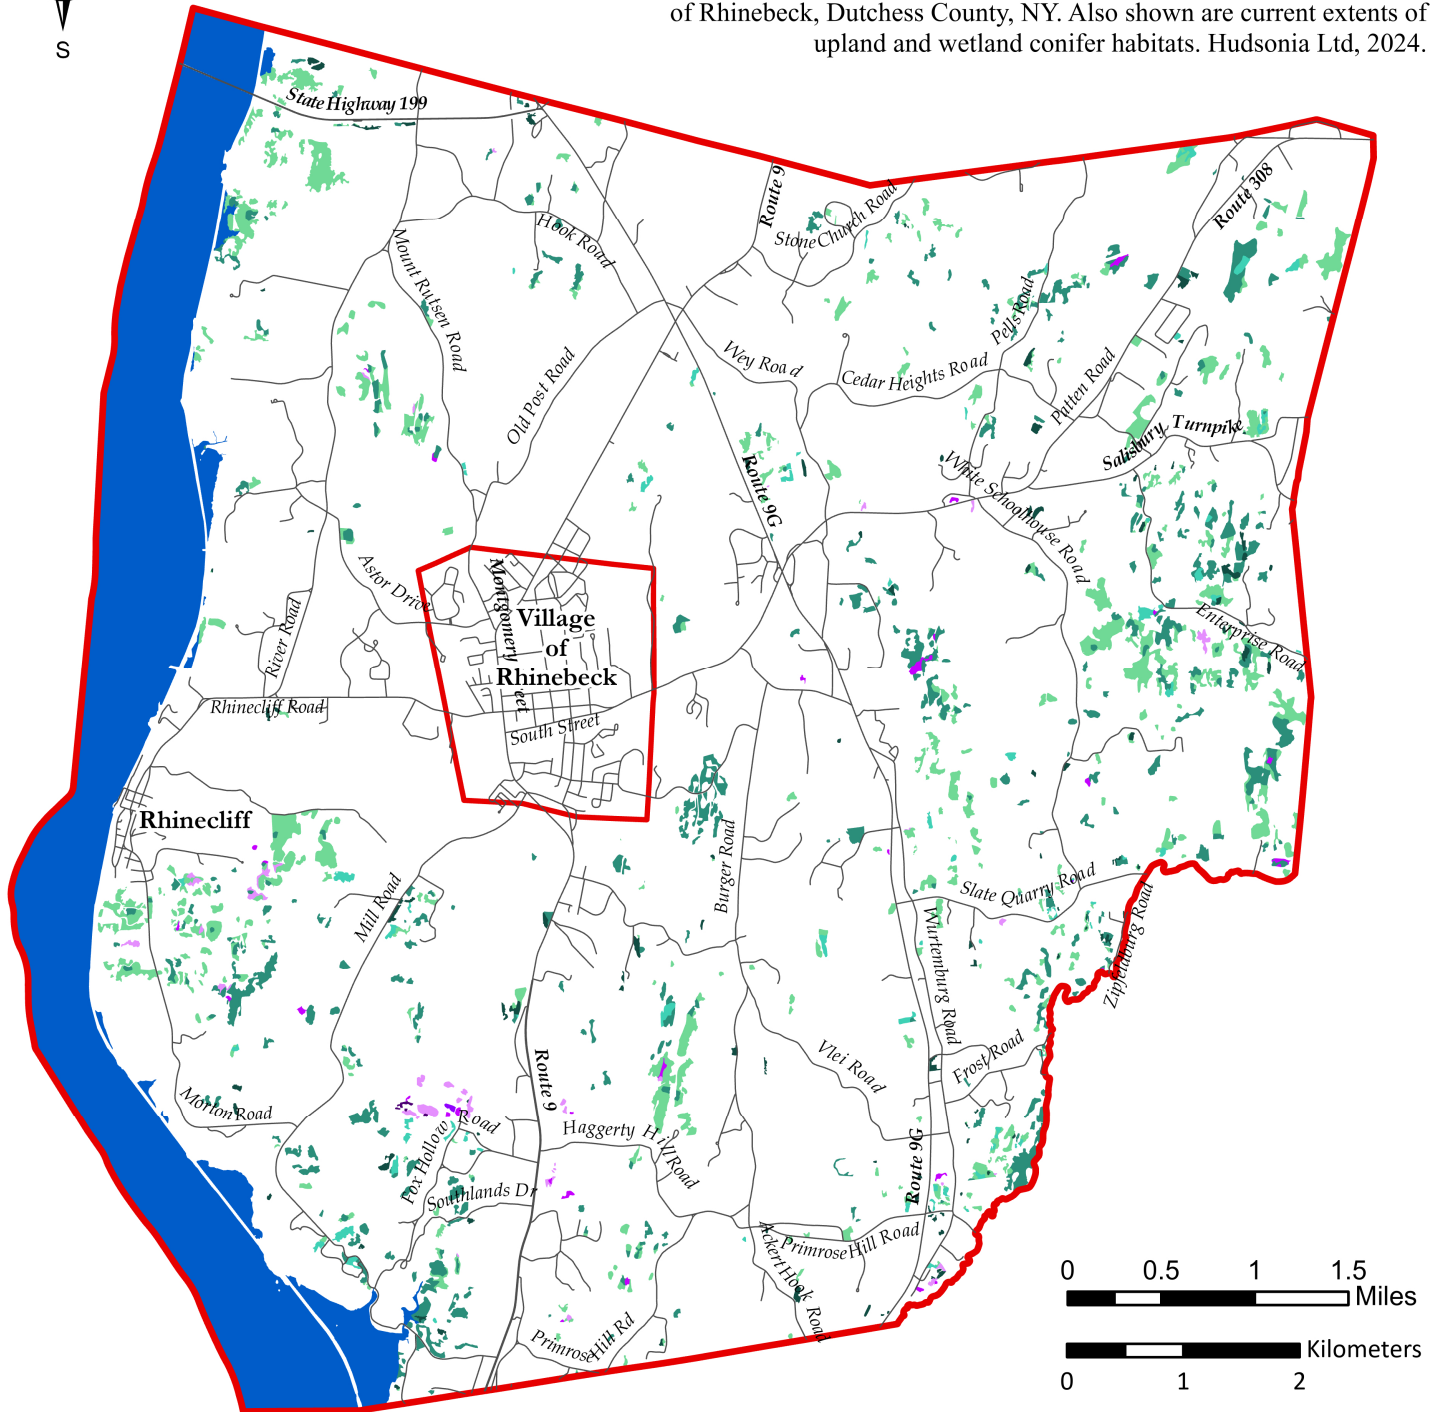 of Rhinebeck, Dutchess County, NY. Also shown are current extents of
upland and wetland conifer habitats. Hudsonia Ltd, 2024.
S
State Highway 199
Route 9
Route 308
Stone Church Road
Hook Road
Mount Rutsen Road
Pells Road
Old Post Road
Wey Road
Cedar Heights Road
Patten Road
Salisbury Turnpike
White Schoolhouse Road
Route 9G
Astor Drive
Montgomery Street
Village
of
Rhinebeck
River Road
Enterprise Road
Rhinecliff Road
South Street
Rhinecliff
Burger Road
Mill Road
Slate Quarry Road
Wurtemburg Road
Zipfeldburg Road
Vlei Road
Frost Road
Route 9
Morton Road
Fox Hollow Road
Haggerty Hill Road
Route 9G
Southlands Dr
Ackert Hook Road
Primrose Hill Road
Primrose Hill Rd
0 0.5 1 1.5
Miles
Kilometers
0 1 2